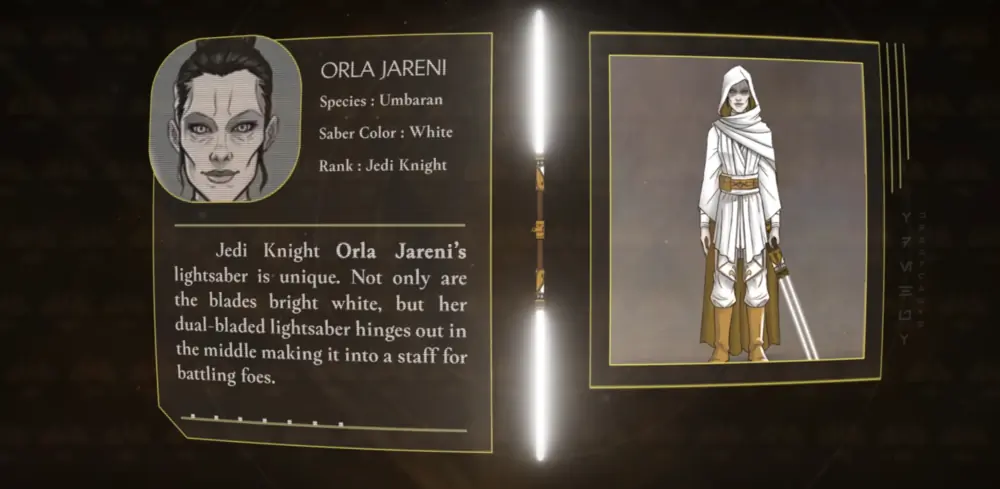 ORLA JARENI
Species : Umbaran
Saber Color : White
Rank : Jedi Knight
Jedi Knight Orla Jareni's
lightsaber is unique. Not only are
the blades bright white, but her
dual-bladed lightsaber hinges out in
the middle making it into a staff for
battling foes.